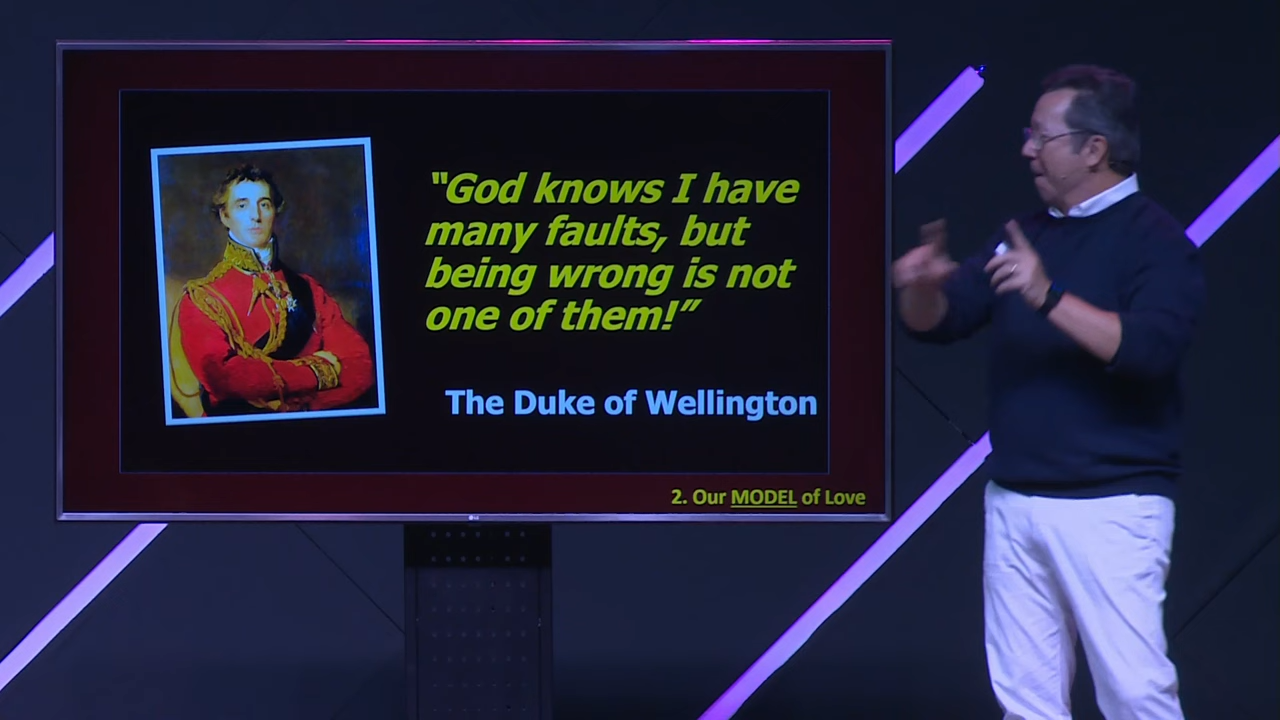 "God knows I have
many faults, but
being wrong is not
one of them!”
The Duke of Wellington
2. Our MODEL of Love
LG